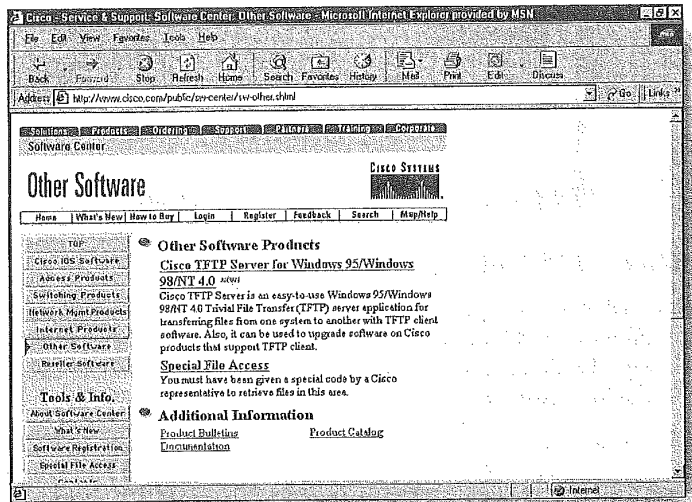 Cisco - Service & Support: Software Center: Other Software - Microsoft Internet Explorer provided by MSN
File Edit View Favorites Tools Help
Back Forward Stop Refresh Home Search Favorites History Mail Print Edit Discuss
Address http://www.cisco.com/public/sw-center/sw-other.shtml Go Links »
Solutions Products Ordering Support Partners Training Corporate
Software Center
Other Software
CISCO SYSTEMS
Home What's New How to Buy Login Register Feedback Search Map/Help
TOP
Cisco IOS Software
Access Products
Switching Products
Network Mgmt Products
Internet Products
Other Software
Reseller Software
Tools & Info.
About Software Center
What's New
Software Registration
Special File Access
Other Software Products
Cisco TFTP Server for Windows 95/Windows
98/NT 4.0 NEW!
Cisco TFTP Server is an easy-to-use Windows 95/Windows
98/NT 4.0 Trivial File Transfer (TFTP) server application for
transferring files from one system to another with TFTP client
software. Also, it can be used to upgrade software on Cisco
products that support TFTP client.
Special File Access
You must have been given a special code by a Cisco
representative to retrieve files in this area.
Additional Information
Product Bulletins Product Catalog
Documentation
Internet